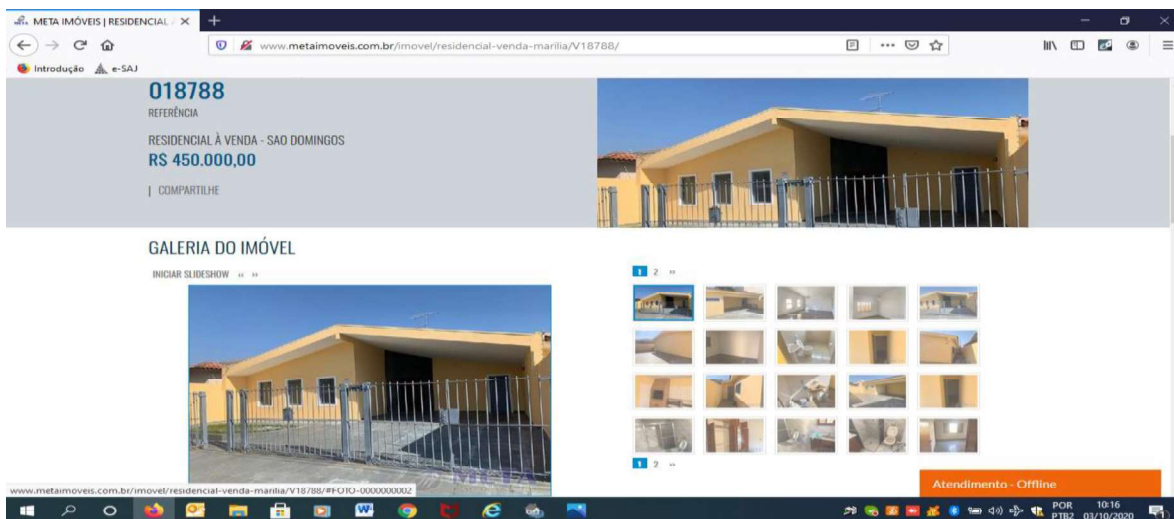 META IMÓVEIS | RESIDENCIAL
www.metaimoveis.com.br/imovel/residencial-venda-marilia/V18788/
Introdução e-SAJ
018788
REFERÊNCIA
RESIDENCIAL À VENDA - SAO DOMINGOS
R$ 450.000,00
| COMPARTILHE
GALERIA DO IMÓVEL
INICIAR SLIDESHOW ‹‹ ››
1 2 ››
META
1 2 ››
Atendimento - Offline
www.metaimoveis.com.br/imovel/residencial-venda-marilia/V18788/#FOTO-0000000002
POR 10:16
PTB2 03/10/2020